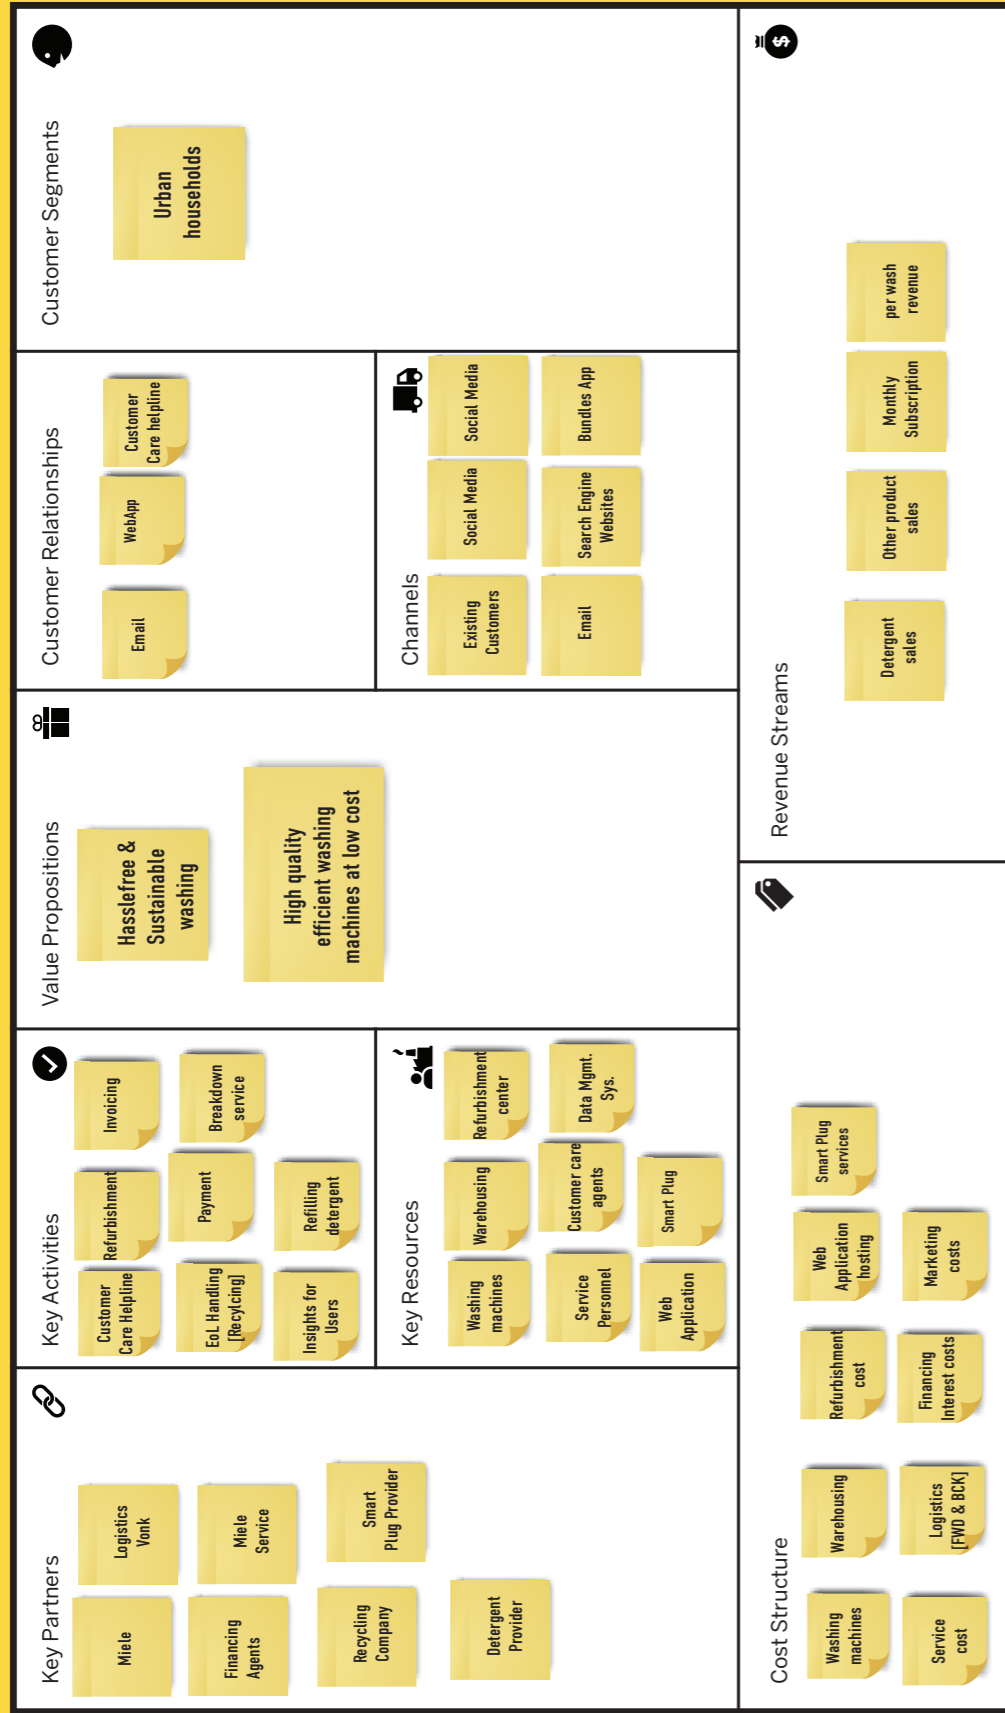 Key Partners
Miele
Logistics
Vonk
Financing
Agents
Miele
Service
Recycling
Company
Smart
Plug Provider
Detergent
Provider
Key Activities
Customer
Care Helpline
Refurbishment
Invoicing
EoL Handling
[Recylcing]
Payment
Breakdown
service
Insights for
Users
Refilling
detergent
Key Resources
Washing
machines
Warehousing
Refurbishment
center
Service
Personnel
Customer care
agents
Data Mgmt.
Sys.
Web
Application
Smart Plug
Value Propositions
Hasslefree &
Sustainable
washing
High quality
efficient washing
machines at low cost
Customer Relationships
Email
WebApp
Customer
Care helpline
Channels
Existing
Customers
Social Media
Social Media
Email
Search Engine
Websites
Bundles App
Customer Segments
Urban
households
Cost Structure
Washing
machines
Warehousing
Refurbishment
cost
Web
Application
hosting
Smart Plug
services
Service
cost
Logistics
[FWD & BCK]
Financing
Interest costs
Marketing
costs
Revenue Streams
$
Detergent
sales
Other product
sales
Monthly
Subscription
per wash
revenue